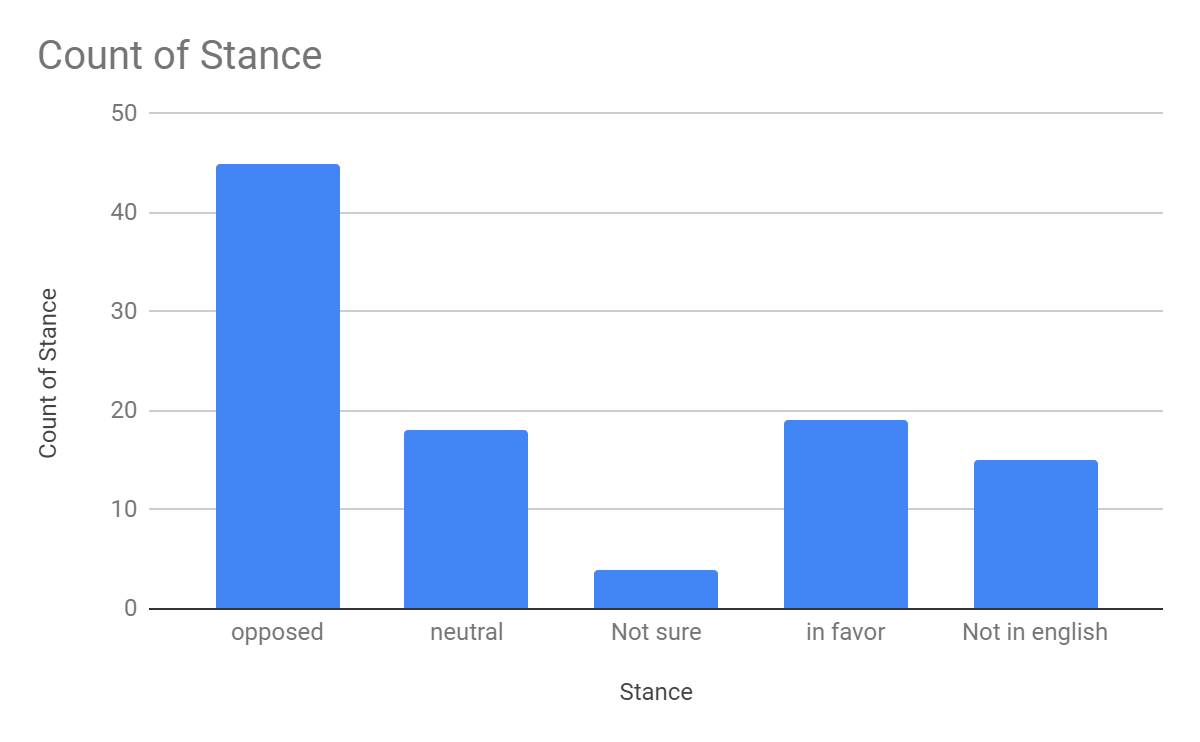 Count of Stance
50
40
30
20
10
0
Count of Stance
opposed
neutral
Not sure
in favor
Not in english
Stance